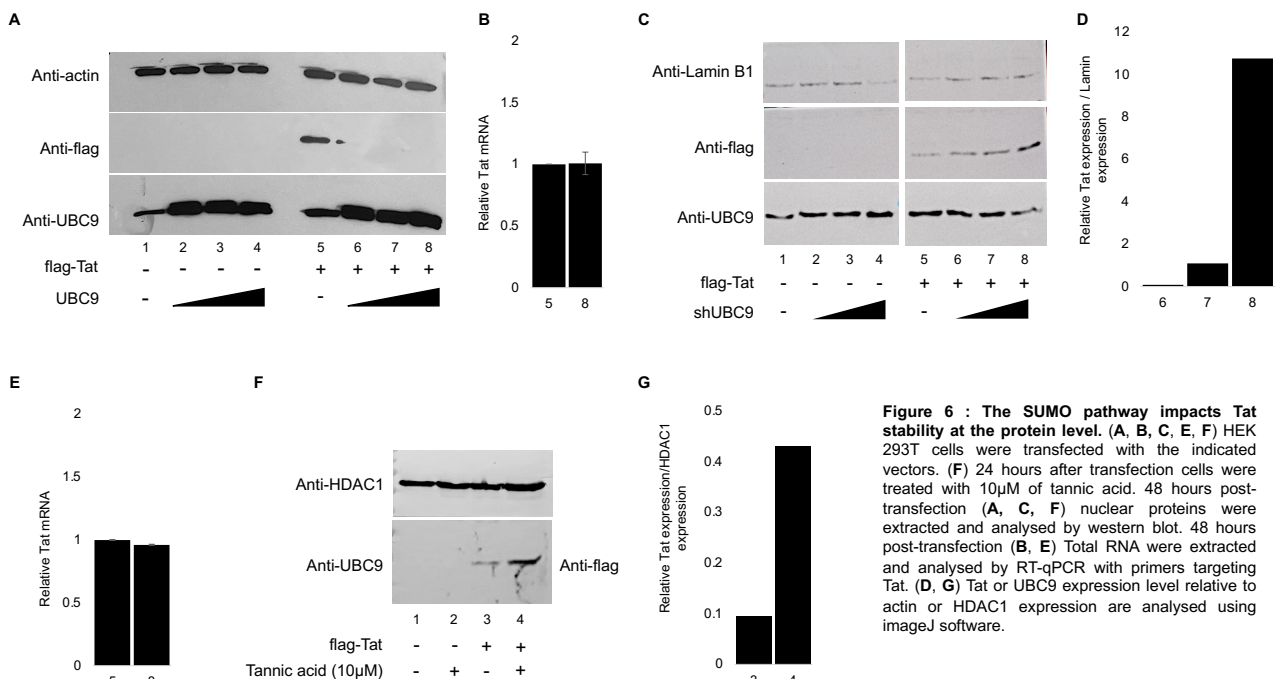 A
Anti-actin
Anti-flag
Anti-UBC9
1 2 3 4 5 6 7 8
flag-Tat - - - - + + + +
UBC9 - -
B
Relative Tat mRNA
2
1.5
1
0.5
0
5 8
C
Anti-Lamin B1
Anti-flag
Anti-UBC9
1 2 3 4 5 6 7 8
flag-Tat - - - - + + + +
shUBC9 - -
D
Relative Tat expression / Lamin
expression
12
10
8
6
4
2
0
6 7 8
E
Relative Tat mRNA
2
1.5
1
0.5
0
F
Anti-HDAC1
Anti-UBC9 Anti-flag
1 2 3 4
flag-Tat - - + +
Tannic acid (10µM) - + - +
G
Relative Tat expression/HDAC1
expression
0.5
0.4
0.3
0.2
0.1
0
Figure 6 : The SUMO pathway impacts Tat
stability at the protein level. (A, B, C, E, F) HEK
293T cells were transfected with the indicated
vectors. (F) 24 hours after transfection cells were
treated with 10µM of tannic acid. 48 hours post-
transfection (A, C, F) nuclear proteins were
extracted and analysed by western blot. 48 hours
post-transfection (B, E) Total RNA were extracted
and analysed by RT-qPCR with primers targeting
Tat. (D, G) Tat or UBC9 expression level relative to
actin or HDAC1 expression are analysed using
imageJ software.